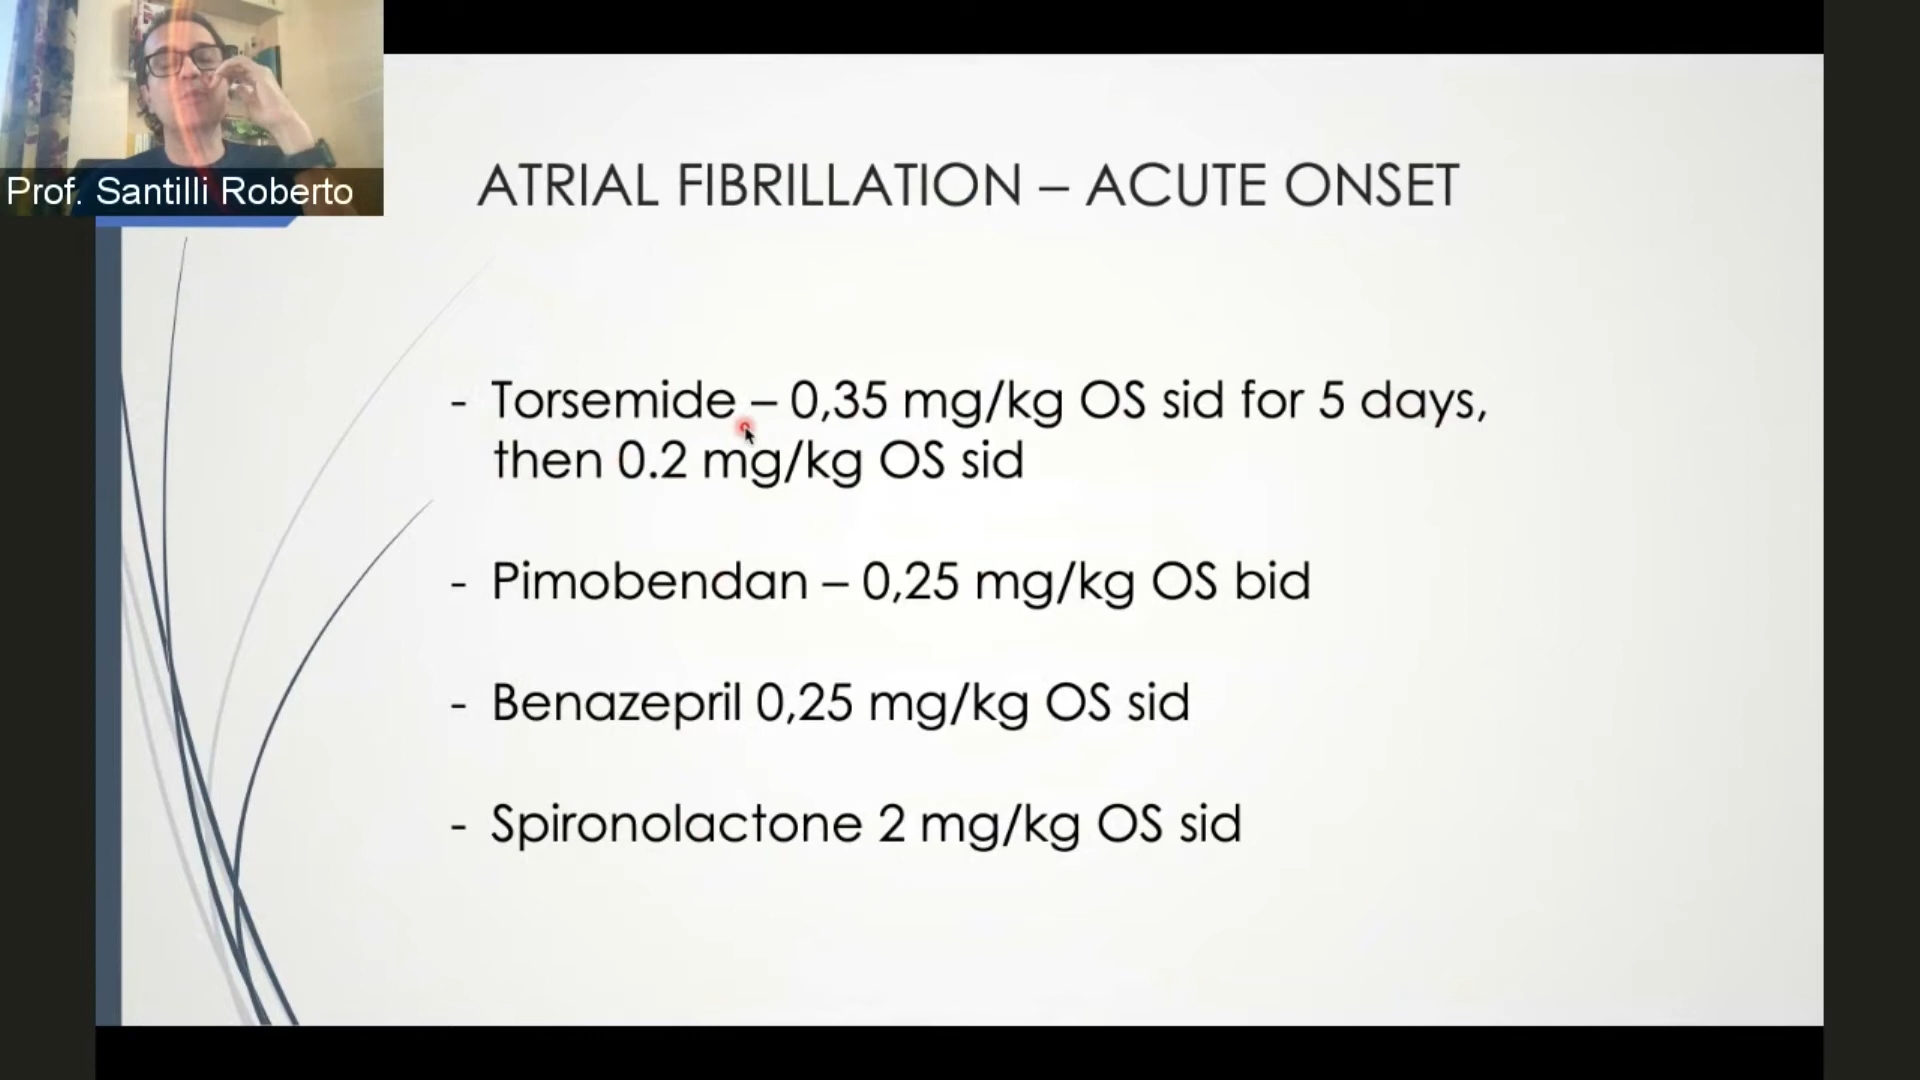 Prof. Santilli Roberto
ATRIAL FIBRILLATION – ACUTE ONSET
- Torsemide – 0,35 mg/kg OS sid for 5 days,
then 0.2 mg/kg OS sid
- Pimobendan – 0,25 mg/kg OS bid
- Benazepril 0,25 mg/kg OS sid
- Spironolactone 2 mg/kg OS sid